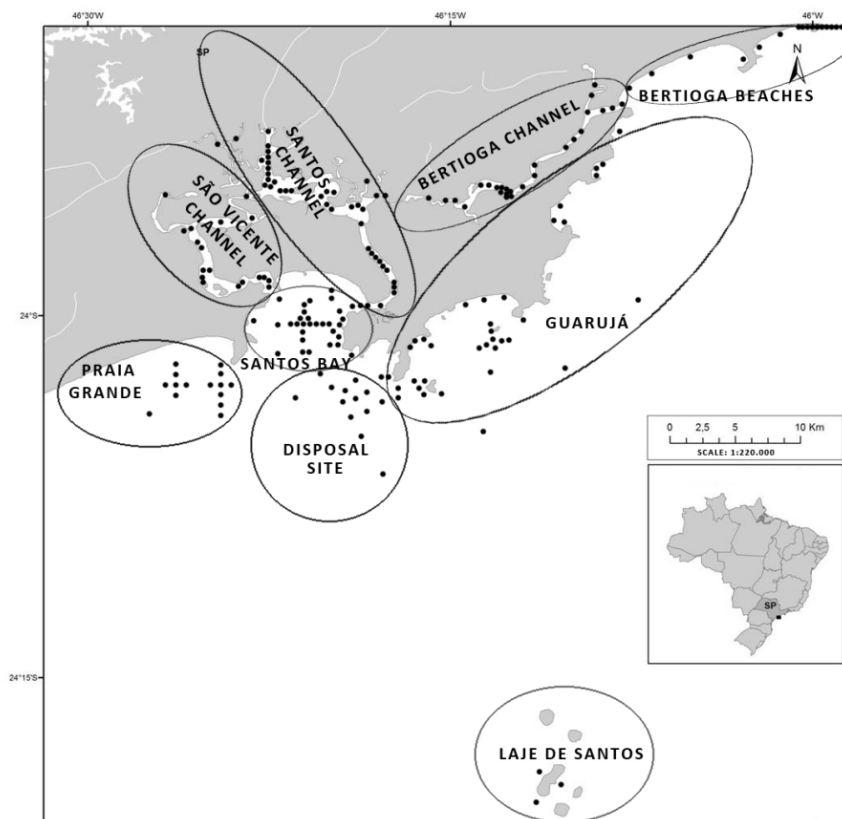 46°30'W
46°15'W
46°W
SP
N
BERTIOGA BEACHES
BERTIOGA CHANNEL
SANTOS
CHANNEL
SÃO VICENTE
CHANNEL
24°S
GUARUJÁ
SANTOS BAY
PRAIA
GRANDE
DISPOSAL
SITE
0 2,5 5 10 Km
SCALE: 1:220.000
SP
24°15'S
LAJE DE SANTOS